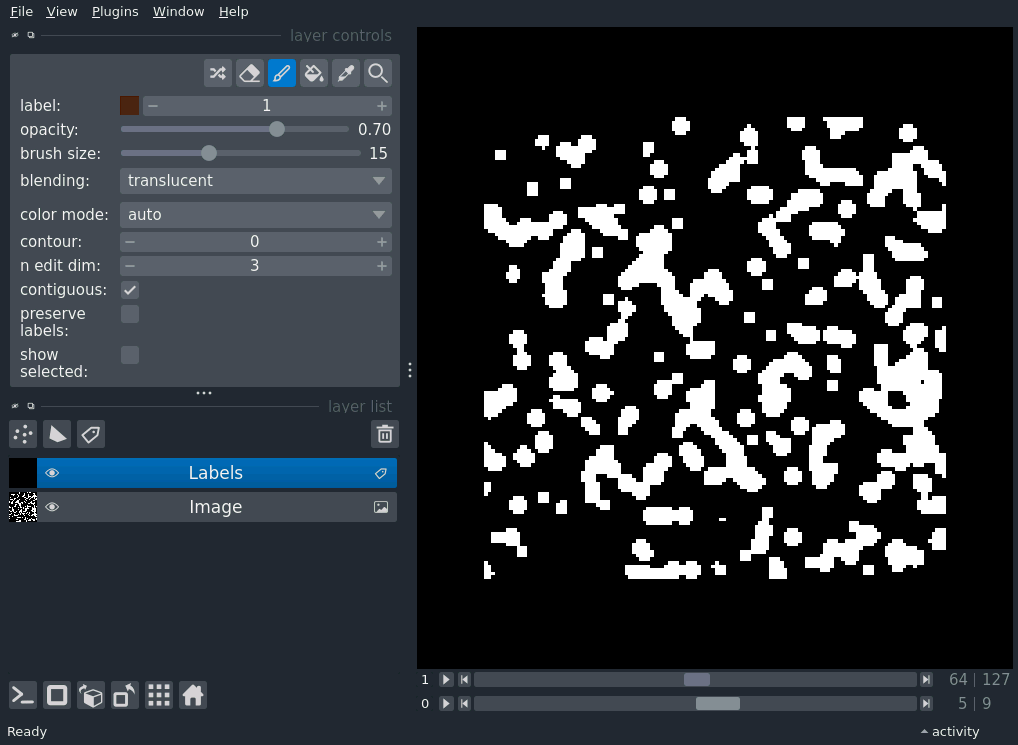 File View Plugins Window Help
layer controls
label: 1
opacity: 0.70
brush size: 15
blending: translucent
color mode: auto
contour: 0
n edit dim: 3
contiguous:
preserve
labels:
show
selected:
layer list
Labels
Image
1 64 | 127
0 5 | 9
Ready activity